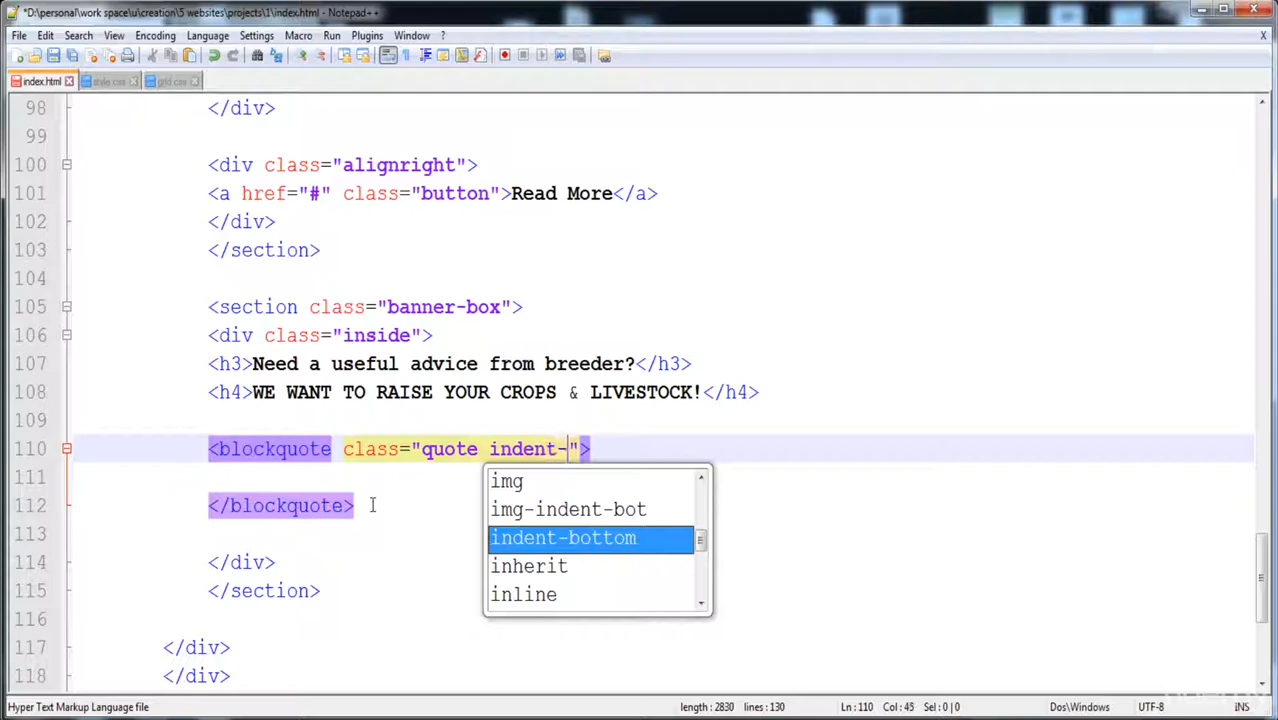 *D:\personal\work space\u\creation\5 websites\projects\1\index.html - Notepad++
File Edit Search View Encoding Language Settings Macro Run Plugins Window ? X
index.html style.css grid.css
98 </div>
99
100 <div class="alignright">
101 <a href="#" class="button">Read More</a>
102 </div>
103 </section>
104
105 <section class="banner-box">
106 <div class="inside">
107 <h3>Need a useful advice from breeder?</h3>
108 <h4>WE WANT TO RAISE YOUR CROPS & LIVESTOCK!</h4>
109
110 <blockquote class="quote indent-">
111
img
112 </blockquote>
img-indent-bot
indent-bottom
113
inherit
114 </div>
115 </section>
inline
116
117 </div>
118 </div>
Hyper Text Markup Language file length : 2830 lines : 130 Ln : 110 Col : 45 Sel : 0 | 0 Dos\Windows UTF-8 INS